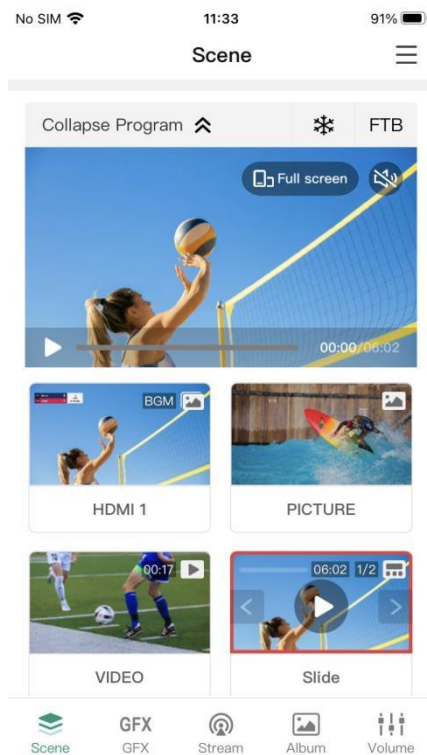 No SIM 11:33 91%
Scene
Collapse Program FTB
Full screen
00:00/06:02
BGM
HDMI 1 PICTURE
00:17 06:02 1/2
VIDEO Slide
GFX
Scene GFX Stream Album Volume